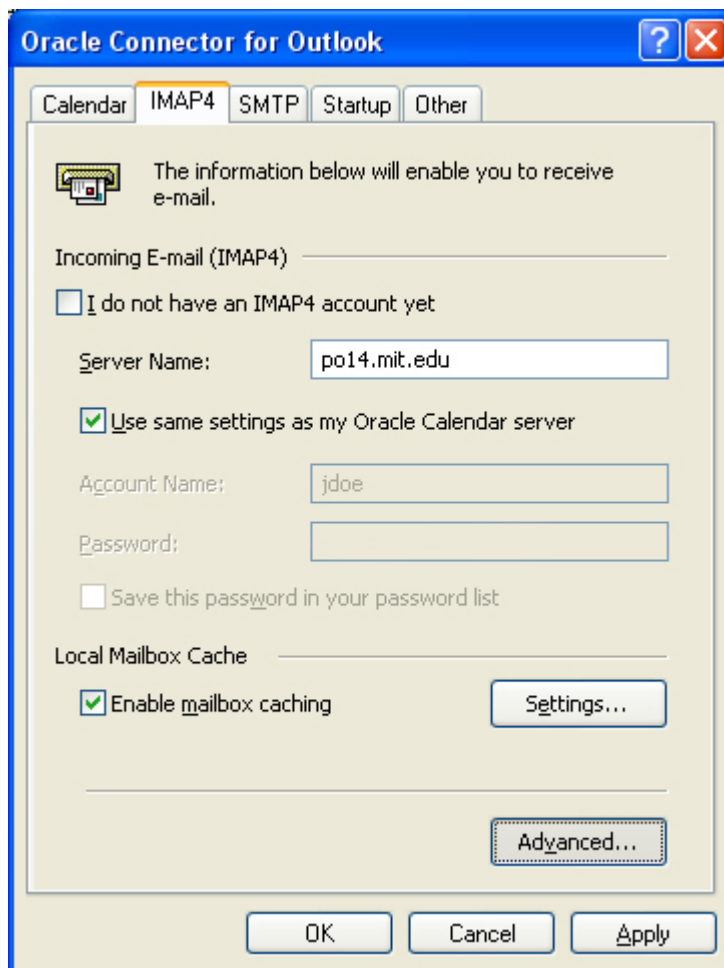 Oracle Connector for Outlook
Calendar IMAP4 SMTP Startup Other
The information below will enable you to receive
e-mail.
Incoming E-mail (IMAP4)
I do not have an IMAP4 account yet
Server Name: po14.mit.edu
Use same settings as my Oracle Calendar server
Account Name: jdoe
Password:
Save this password in your password list
Local Mailbox Cache
Enable mailbox caching Settings...
Advanced...
OK Cancel Apply